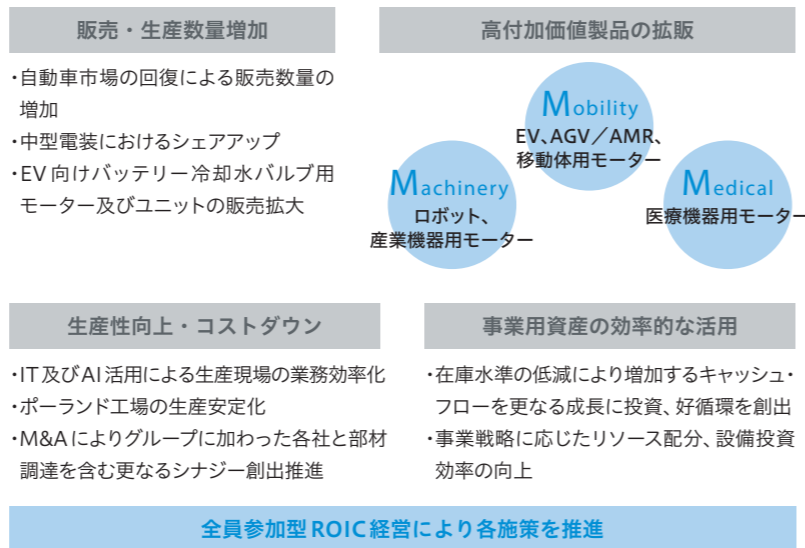 販売・生産数量増加
・自動車市場の回復による販売数量の
増加
・中型電装におけるシェアアップ
・EV向けバッテリー冷却水バルブ用
モーター及びユニットの販売拡大
高付加価値製品の拡販
Mobility
EV、AGV／AMR、
移動体用モーター
Machinery
ロボット、
産業機器用モーター
Medical
医療機器用モーター
生産性向上・コストダウン
・IT及びAI活用による生産現場の業務効率化
・ポーランド工場の生産安定化
・M&Aによりグループに加わった各社と部材
調達を含む更なるシナジー創出推進
事業用資産の効率的な活用
・在庫水準の低減により増加するキャッシュ・
フローを更なる成長に投資、好循環を創出
・事業戦略に応じたリソース配分、設備投資
効率の向上
全員参加型ROIC経営により各施策を推進